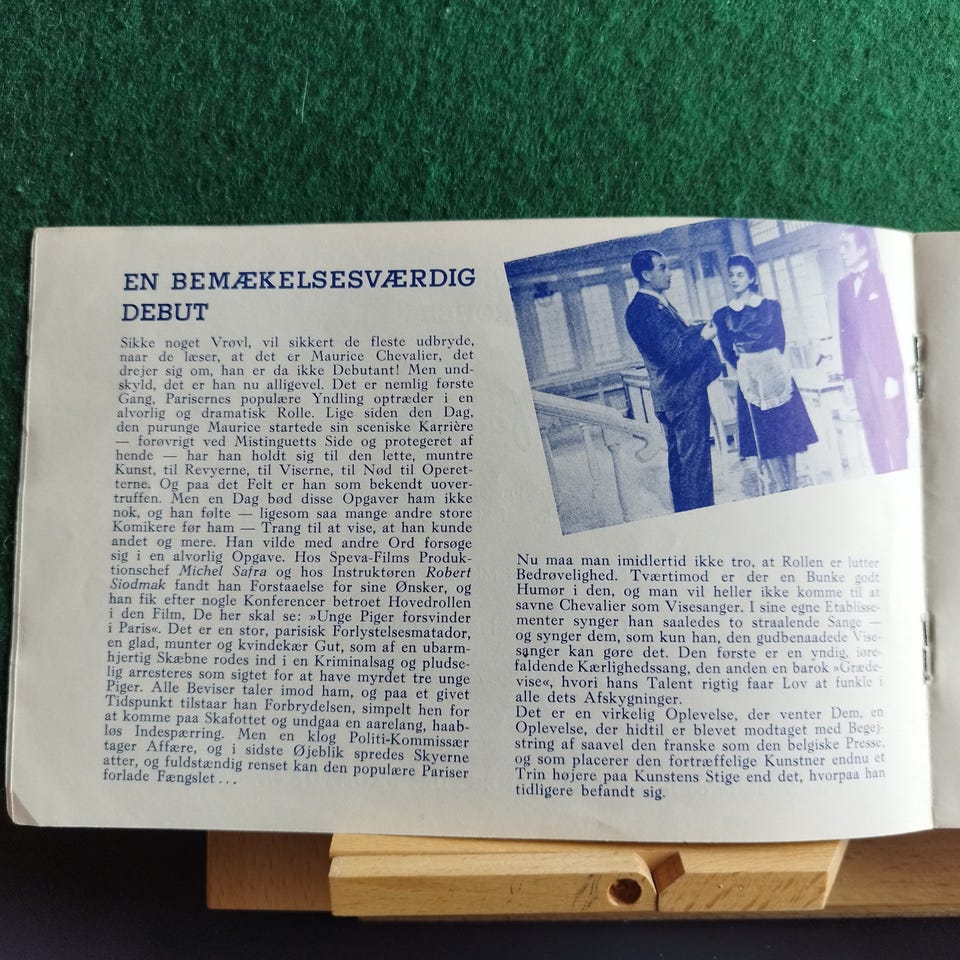 EN BEMÆKELSESVÆRDIG
DEBUT
Sikke noget Vrøvl, vil sikkert de fleste udbryde,
naar de læser, at det er Maurice Chevalier, det
drejer sig om, han er da ikke Debutant! Men und-
skyld, det er han nu alligevel. Det er nemlig første
Gang, Parisernes populære Yndling optræder i en
alvorlig og dramatisk Rolle. Lige siden den Dag,
den purunge Maurice startede sin sceniske Karrière
— forøvrigt ved Mistinguetts Side og protegeret af
hende — har han holdt sig til den lette, muntre
Kunst, til Revyerne, til Viserne, til Nød til Operet-
terne. Og paa det Felt er han som bekendt uover-
truffen. Men en Dag bød disse Opgaver ham ikke
nok, og han følte — ligesom saa mange andre store
Komikere før ham — Trang til at vise, at han kunde
andet og mere. Han vilde med andre Ord forsøge
sig i en alvorlig Opgave. Hos Speva-Films Produk-
tionschef Michel Safra og hos Instruktøren Robert
Siodmak fandt han Forstaaelse for sine Ønsker, og
han fik efter nogle Konferencer betroet Hovedrollen
i den Film, De her skal se: »Unge Piger forsvinder
i Paris«. Det er en stor, parisisk Forlystelsesmatador,
en glad, munter og kvindekær Gut, som af en ubarm-
hjertig Skæbne rodes ind i en Kriminalsag og pludse-
lig arresteres som sigtet for at have myrdet tre unge
Piger. Alle Beviser taler imod ham, og paa et givet
Tidspunkt tilstaar han Forbrydelsen, simpelt hen for
at komme paa Skafottet og undgaa en aarelang, haab-
løs Indespærring. Men en klog Politi-Kommissær
tager Affære, og i sidste Øjeblik spredes Skyerne
atter, og fuldstændig renset kan den populære Pariser
forlade Fængslet ...
Nu maa man imidlertid ikke tro, at Rollen er lutter
Bedrøvelighed. Tværtimod er der en Bunke godt
Humør i den, og man vil heller ikke komme til at
savne Chevalier som Visesanger. I sine egne Etablisse-
menter synger han saaledes to straalende Sange —
og synger dem, som kun han, den gudbenaadede Vise-
sanger kan gøre det. Den første er en yndig, iøre-
faldende Kærlighedssang, den anden en barok »Græde-
vise«, hvori hans Talent rigtig faar Lov at funkle i
alle dets Afskygninger.
Det er en virkelig Oplevelse, der venter Dem, en
Oplevelse, der hidtil er blevet modtaget med Begej-
string af saavel den franske som den belgiske Presse,
og som placerer den fortræffelige Kunstner endnu et
Trin højere paa Kunstens Stige end det, hvorpaa han
tidligere befandt sig.